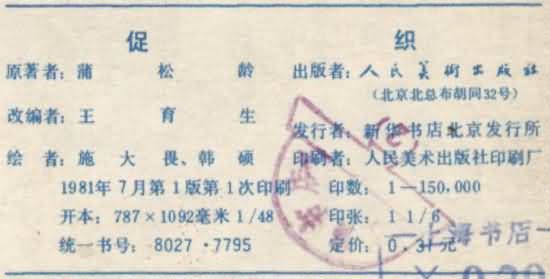 促 织
原著者：蒲 松 龄 出版者：人民美術出版社
（北京北总布胡同32号）
改编者：王 育 生
发行者：新华书店北京发行所
绘 者：施 大 畏、韩 硕 印刷者：人民美术出版社印刷厂
1981年7月第1版第1次印刷 印数：1—150,000
开本：787×1092毫米 1/48 印张：1 1/6
统一书号：8027·7795 定价：0.31元
上海书店